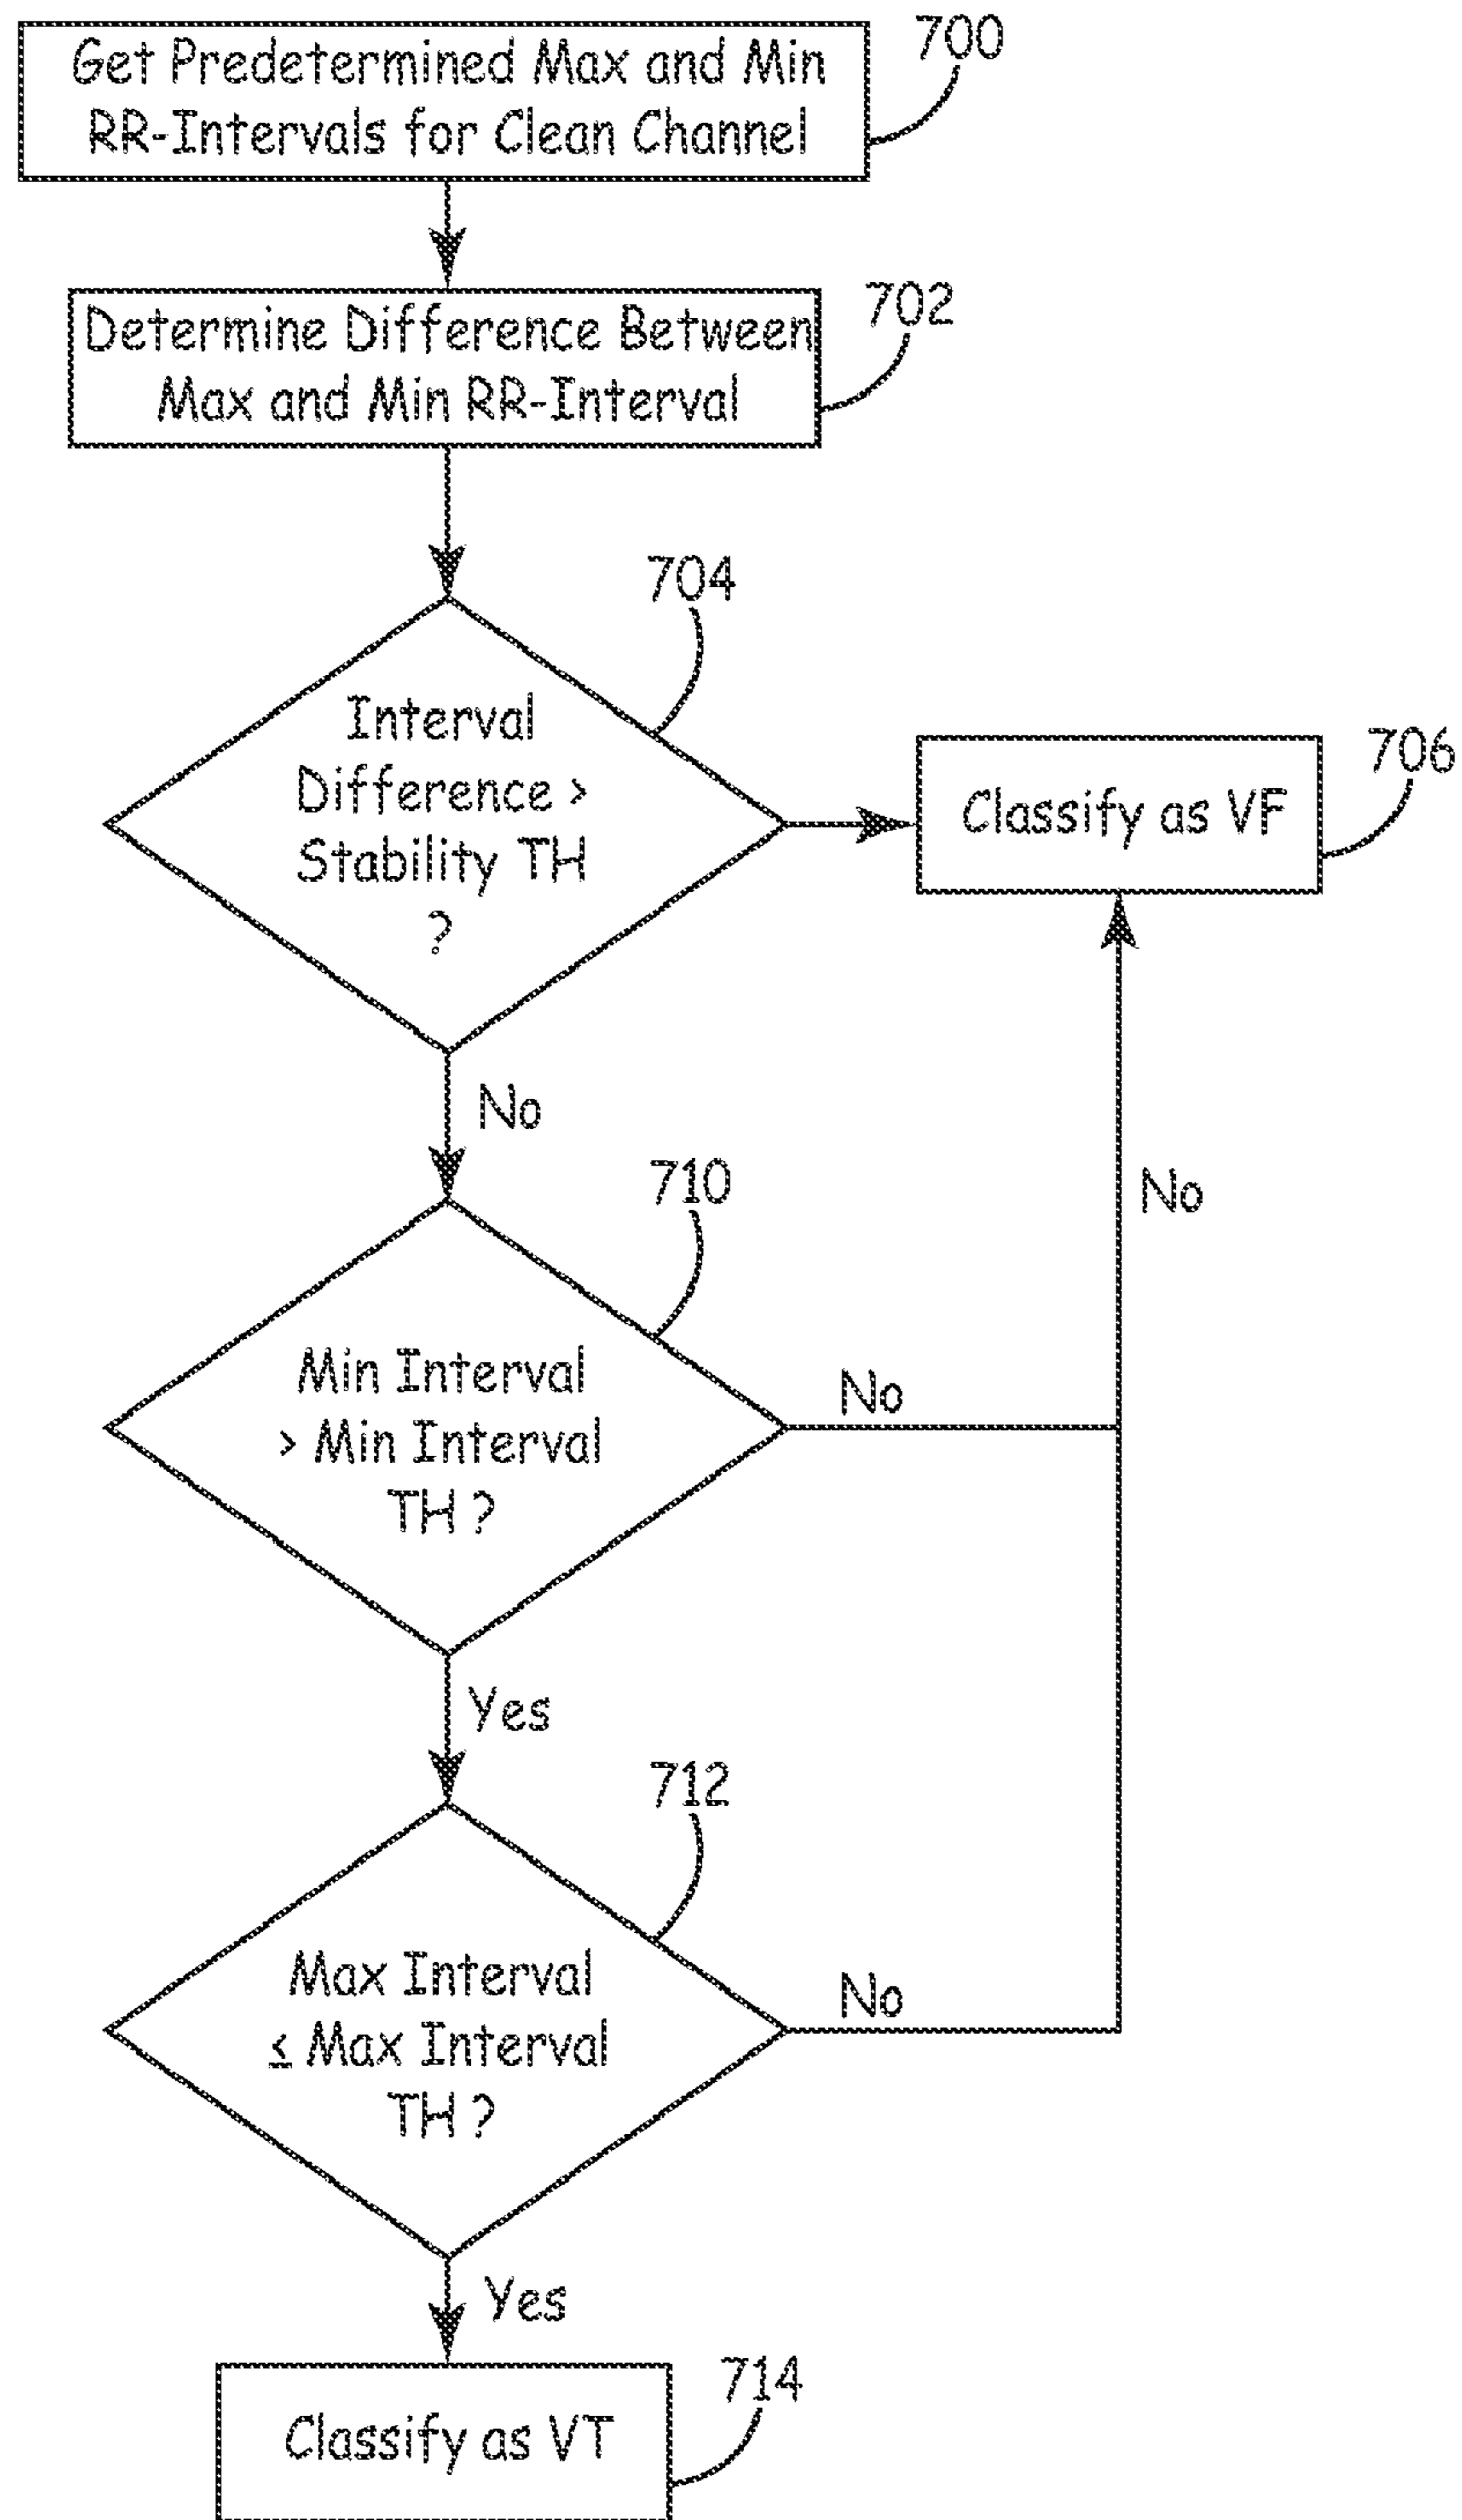 Get Predetermined Max and Min
RR-Intervals for Clean Channel
700
Determine Difference Between
Max and Min RR-Interval
702
704
Interval
Difference >
Stability TH
?
706
Classify as VF
No
710
Min Interval
> Min Interval
TH ?
No
No
Yes
712
Max Interval
≤ Max Interval
TH ?
No
Yes
714
Classify as VT